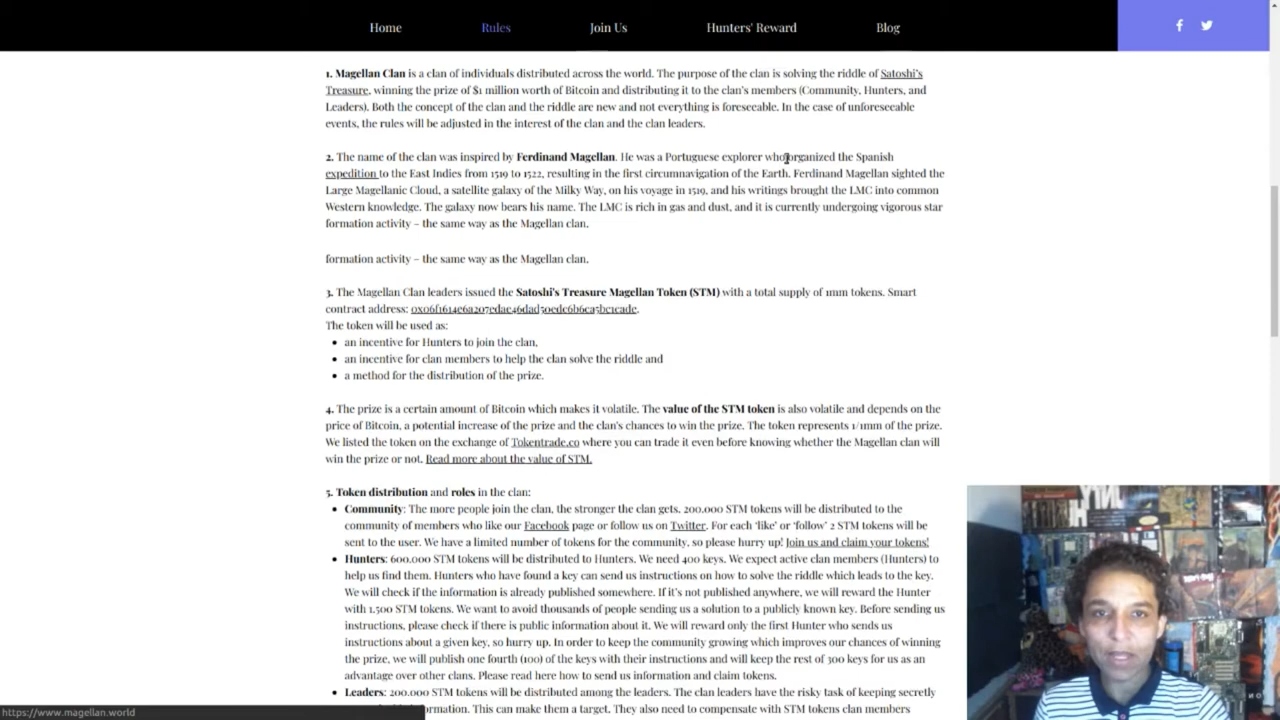 Home Rules Join Us Hunters' Reward Blog
1. Magellan Clan is a clan of individuals distributed across the world. The purpose of the clan is solving the riddle of Satoshi's
Treasure, winning the prize of $1 million worth of Bitcoin and distributing it to the clan's members (Community, Hunters, and
Leaders). Both the concept of the clan and the riddle are new and not everything is foreseeable. In the case of unforeseecable
events, the rules will be adjusted in the interest of the clan and the clan leaders.
2. The name of the clan was inspired by Ferdinand Magellan. He was a Portuguese explorer who organized the Spanish
expedition to the East Indies from 1519 to 1522, resulting in the first circumnavigation of the Earth. Ferdinand Magellan sighted the
Large Magellanic Cloud, a satellite galaxy of the Milky Way, on his voyage in 1519, and his writings brought the LMC into common
Western knowledge. The galaxy now bears his name. The LMC is rich in gas and dust, and it is currently undergoing vigorous star
formation activity – the same way as the Magellan clan.
formation activity – the same way as the Magellan clan.
3. The Magellan Clan leaders issued the Satoshi's Treasure Magellan Token (STM) with a total supply of 1mm tokens. Smart
contract address:
The token will be used as:
• an incentive for Hunters to join the clan,
• an incentive for clan members to help the clan solve the riddle and
• a method for the distribution of the prize.
4. The prize is a certain amount of Bitcoin which makes it volatile. The value of the STM token is also volatile and depends on the
price of Bitcoin, a potential increase of the prize and the clan's chances to win the prize. The token represents 1/1mm of the prize.
We listed the token on the exchange of Tokentrade.co where you can trade it even before knowing whether the Magellan clan will
win the prize or not. Read more about the value of STM.
5. Token distribution and roles in the clan:
• Community: The more people join the clan, the stronger the clan gets. 200.000 STM tokens will be distributed to the
community of members who like our Facebook page or follow us on Twitter. For each 'like' or 'follow' 2 STM tokens will be
sent to the user. We have a limited number of tokens for the community, so please hurry up! Join us and claim your tokens!
• Hunters: 600.000 STM tokens will be distributed to Hunters. We need 400 keys. We expect active clan members (Hunters) to
help us find them. Hunters who have found a key can send us instructions on how to solve the riddle which leads to the key.
We will check if the information is already published somewhere. If it's not published anywhere, we will reward the Hunter
with 1.500 STM tokens. We want to avoid thousands of people sending us a solution to a publicly known key. Before sending us
instructions, please check if there is public information about it. We will reward only the first Hunter who sends us
instructions about a given key, so hurry up. In order to keep the community growing which improves our chances of winning
the prize, we will publish one fourth (100) of the keys with their instructions and will keep the rest of 300 keys for us as an
advantage over other clans. Please read here how to send us information and claim tokens.
• Leaders: 200.000 STM tokens will be distributed among the leaders. The clan leaders have the risky task of keeping secretly
formation. This can make them a target. They also need to compensate with STM tokens clan members
https://www.magellan.world